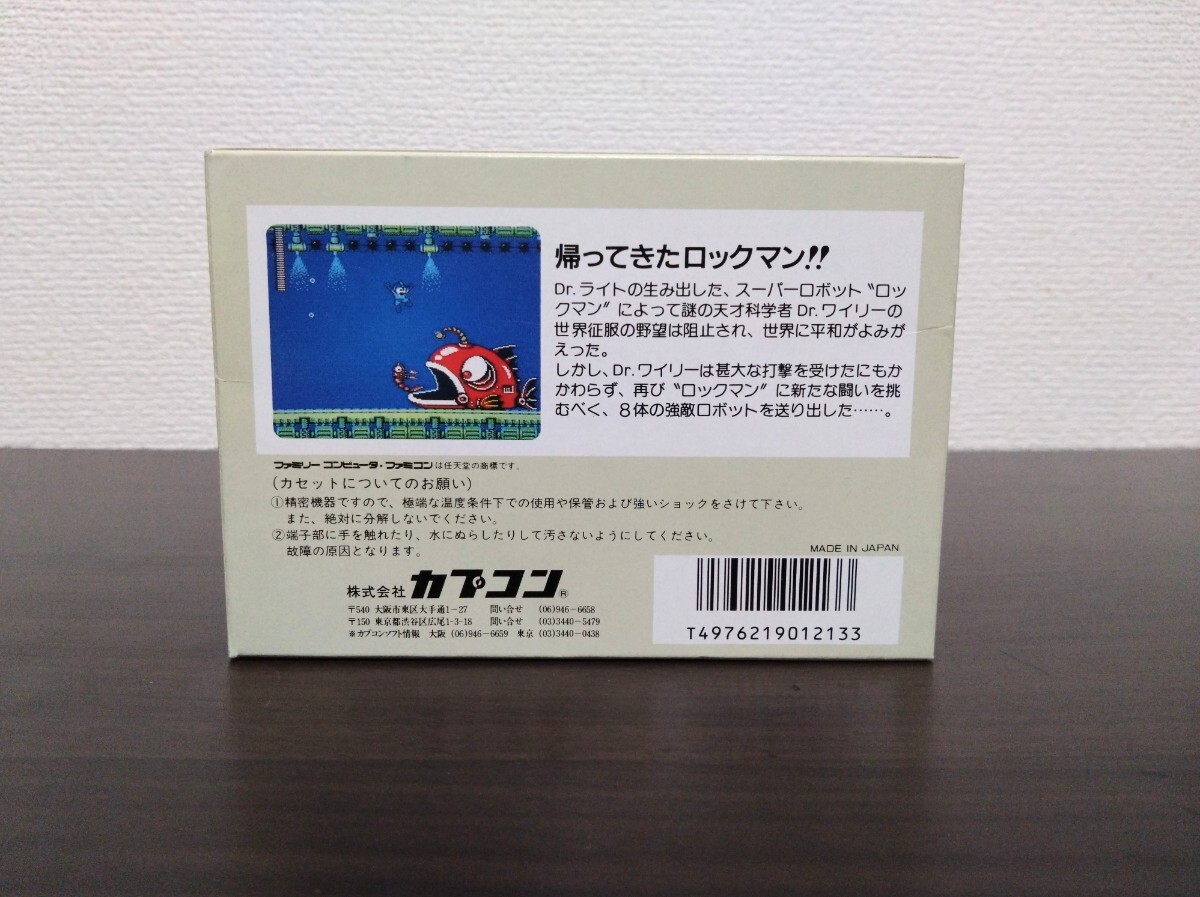 帰ってきたロックマン!!
Dr.ライトの生み出した、スーパーロボット〝ロッ
クマン〟によって謎の天才科学者Dr.ワイリーの
世界征服の野望は阻止され、世界に平和がよみが
えった。
しかし、Dr.ワイリーは甚大な打撃を受けたにもか
かわらず、再び〝ロックマン〟に新たな闘いを挑
むべく、8体の強敵ロボットを送り出した……。
ファミリーコンピュータ・ファミコンは任天堂の商標です。
(カセットについてのお願い)
①精密機器ですので、極端な温度条件下での使用や保管および強いショックをさけて下さい。
また、絶対に分解しないでください。
②端子部に手を触れたり、水にぬらしたりして汚さないようにしてください。
故障の原因となります。
MADE IN JAPAN
株式会社 カプコン®
〒540 大阪市東区大手通1-27 問い合せ (06)946-6658
〒150 東京都渋谷区広尾1-3-18 問い合せ (03)3440-5479
※カプコンソフト情報 大阪 (06)946-6659 東京 (03)3440-0438
T4976219012133